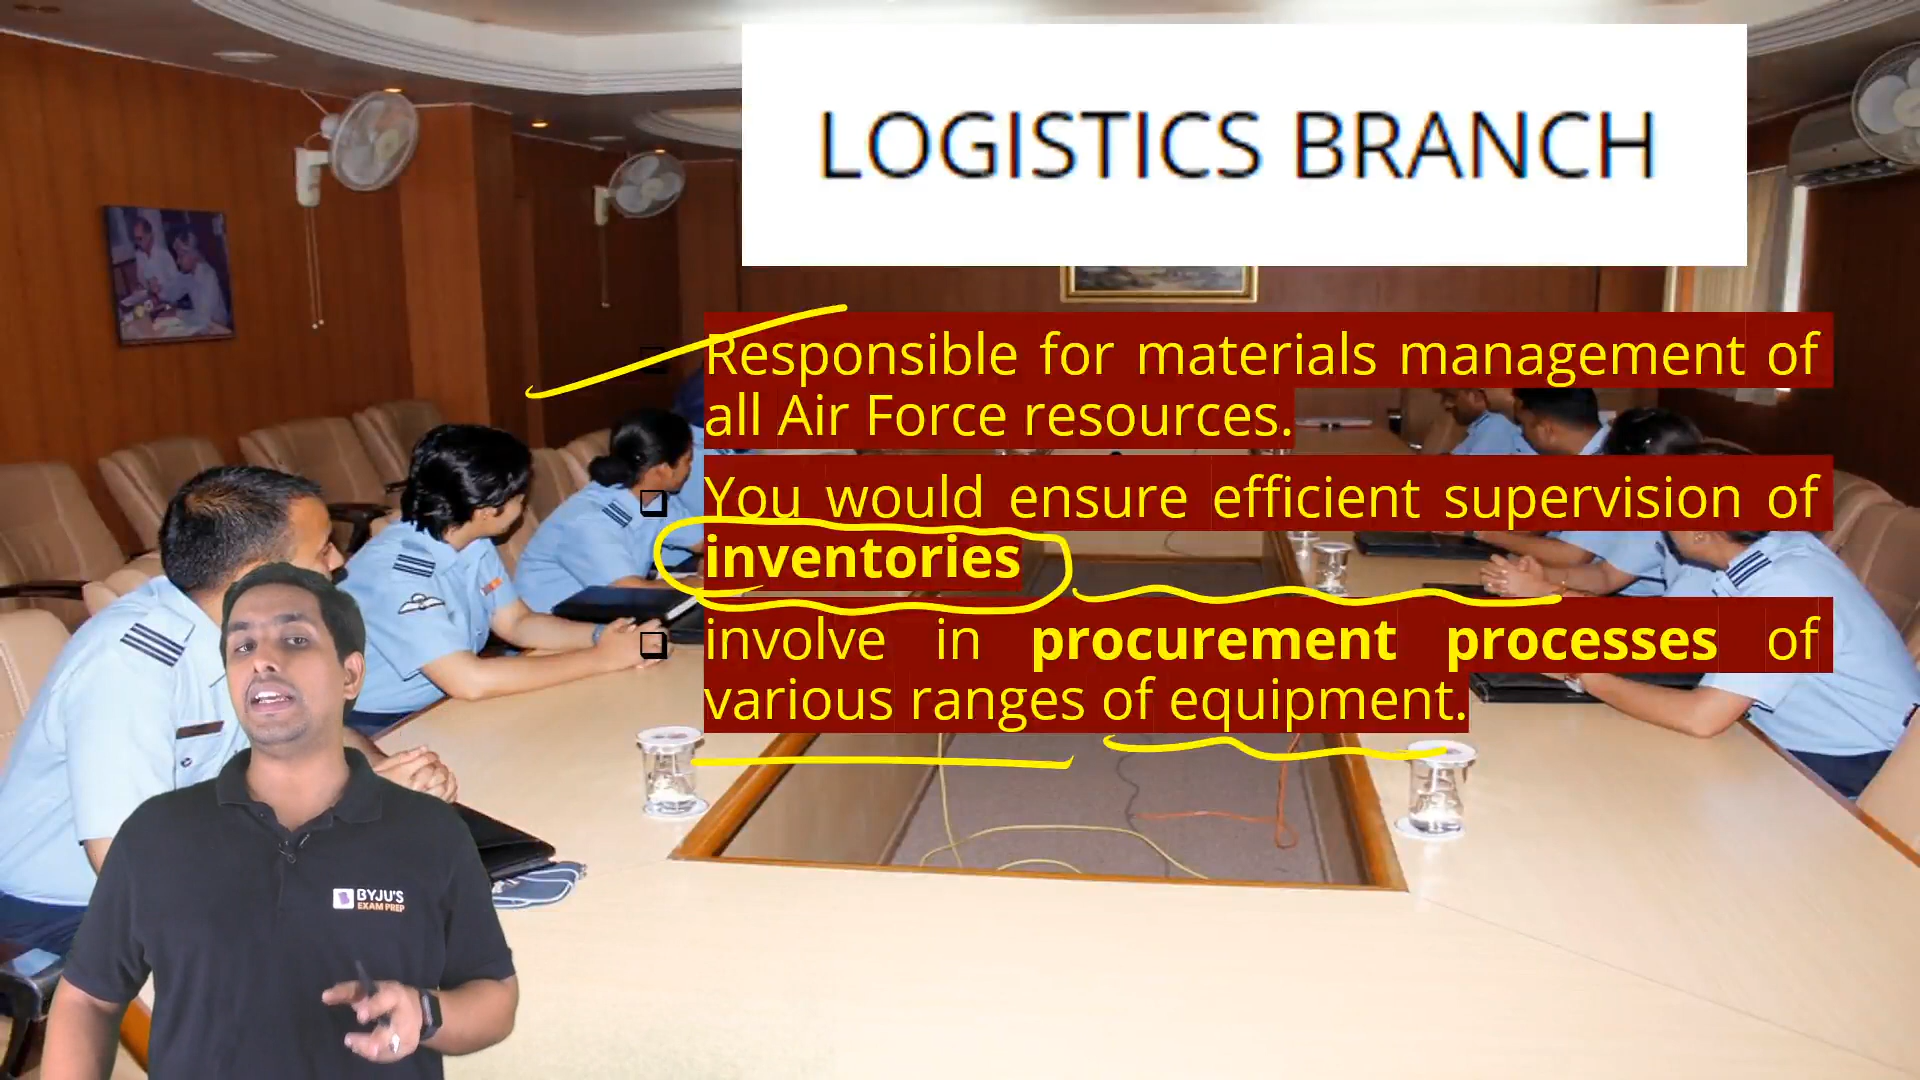 LOGISTICS BRANCH
Responsible for materials management of
all Air Force resources.
You would ensure efficient supervision of
inventories
involve in procurement processes of
various ranges of equipment.
BYJU'S
EXAM PREP